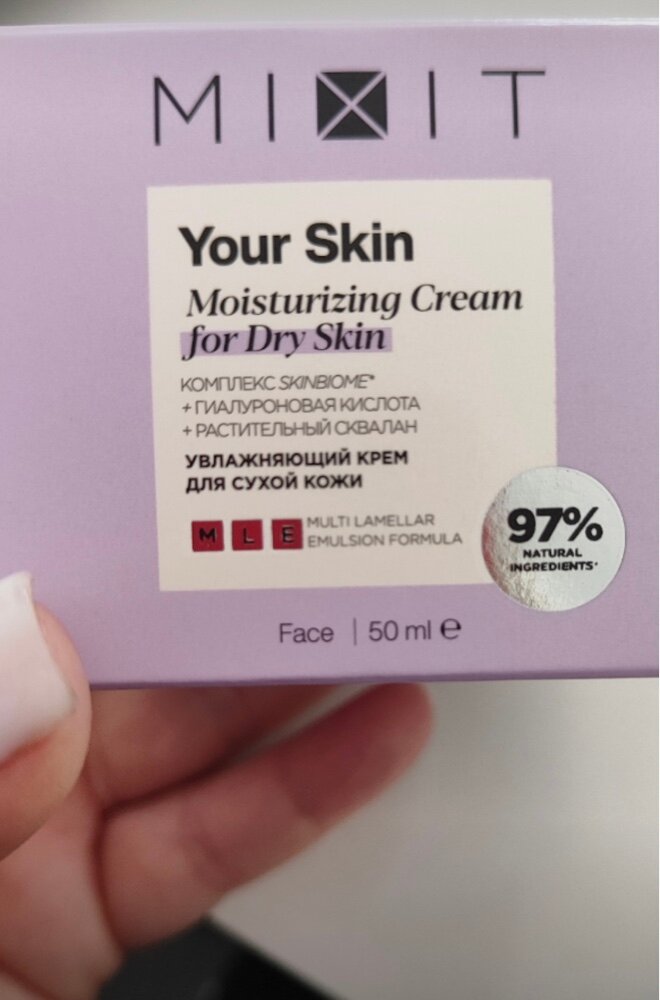 MIXIT
Your Skin
Moisturizing Cream
for Dry Skin
КОМПЛЕКС SKINBIOME*
+ ГИАЛУРОНОВАЯ КИСЛОТА
+ РАСТИТЕЛЬНЫЙ СКВАЛАН
УВЛАЖНЯЮЩИЙ КРЕМ
ДЛЯ СУХОЙ КОЖИ
M L E MULTI LAMELLAR
EMULSION FORMULA
97%
NATURAL
INGREDIENTS*
Face | 50 ml ℮